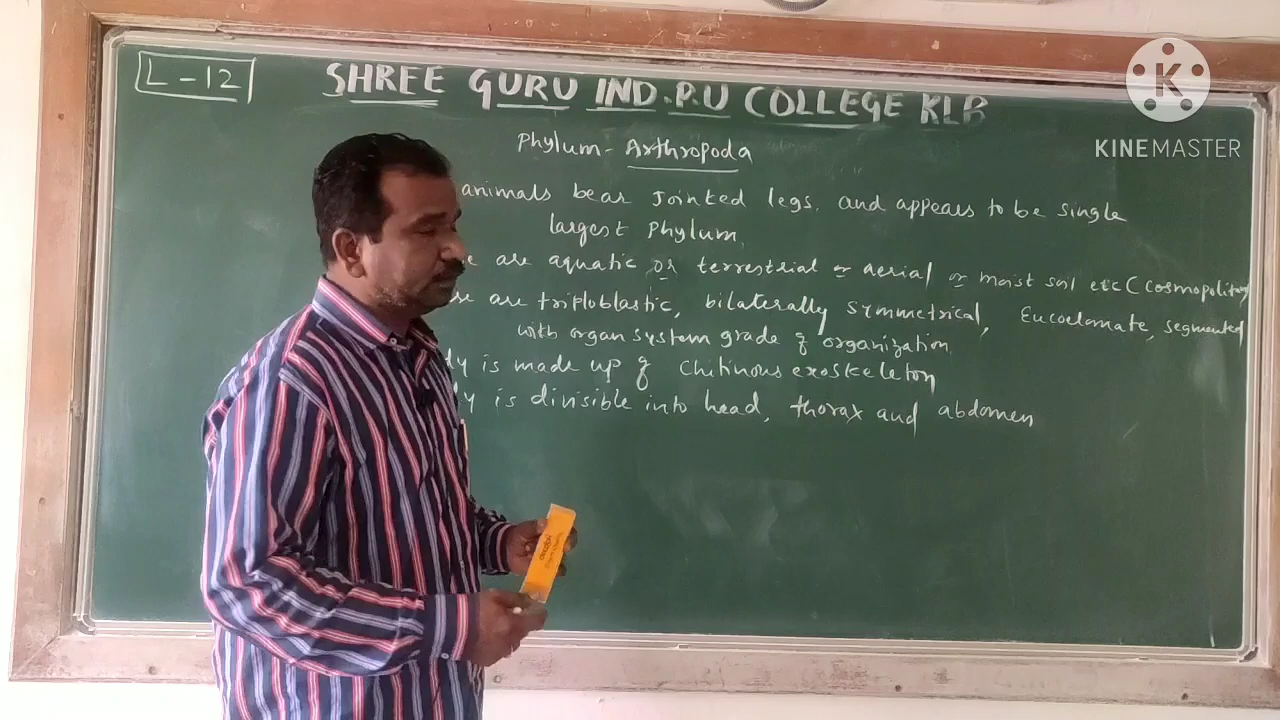 L-12
SHREE GURU IND.P.U COLLEGE KLB
K
KINEMASTER
Phylum - Arthropoda
animals bear Jointed legs. and appears to be single
largest Phylum.
are aquatic or terrestrial or aerial or moist soil etc (cosmopolitan)
are triploblastic, bilaterally symmetrical, Eucoelomate, segmented
with organ system grade of organization
is made up of Chitinous exoskeleton
is divisible into head, thorax and abdomen